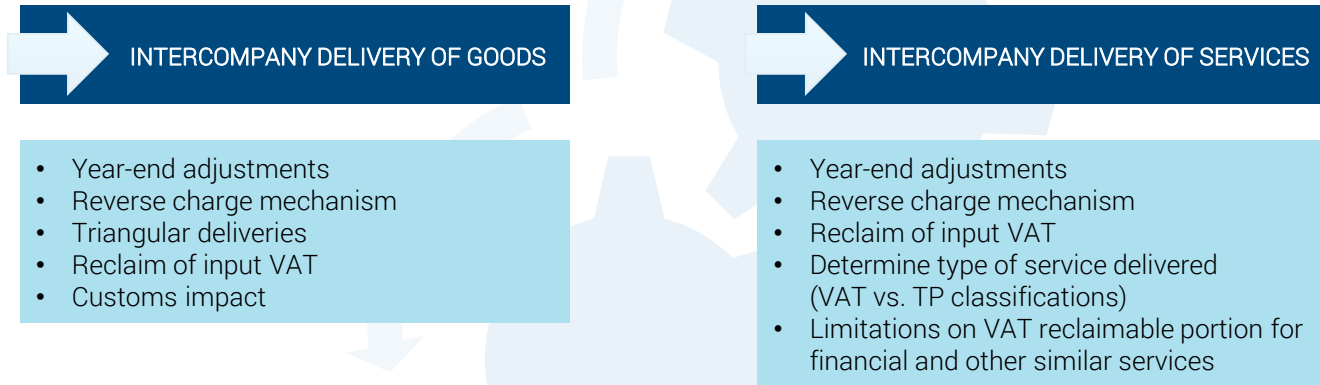 INTERCOMPANY DELIVERY OF GOODS
• Year-end adjustments
• Reverse charge mechanism
• Triangular deliveries
• Reclaim of input VAT
• Customs impact
INTERCOMPANY DELIVERY OF SERVICES
• Year-end adjustments
• Reverse charge mechanism
• Reclaim of input VAT
• Determine type of service delivered
(VAT vs. TP classifications)
• Limitations on VAT reclaimable portion for
financial and other similar services